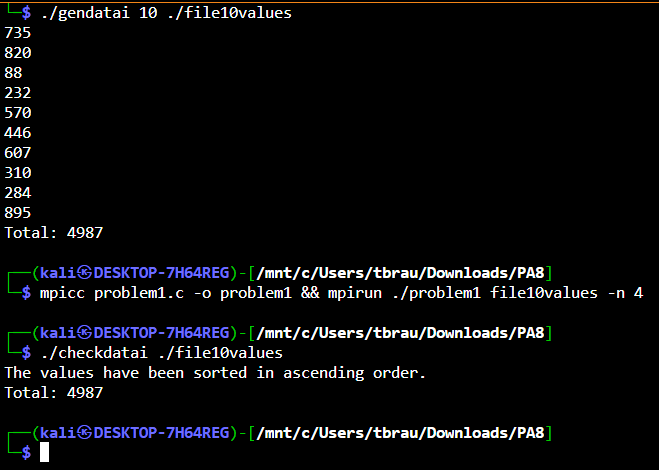 └─$ ./gendatai 10 ./file10values
735
820
88
232
570
446
607
310
284
895
Total: 4987
┌──(kali㉿DESKTOP-7H64REG)-[/mnt/c/Users/tbrau/Downloads/PA8]
└─$ mpicc problem1.c -o problem1 && mpirun ./problem1 file10values -n 4
┌──(kali㉿DESKTOP-7H64REG)-[/mnt/c/Users/tbrau/Downloads/PA8]
└─$ ./checkdatai ./file10values
The values have been sorted in ascending order.
Total: 4987
┌──(kali㉿DESKTOP-7H64REG)-[/mnt/c/Users/tbrau/Downloads/PA8]
└─$